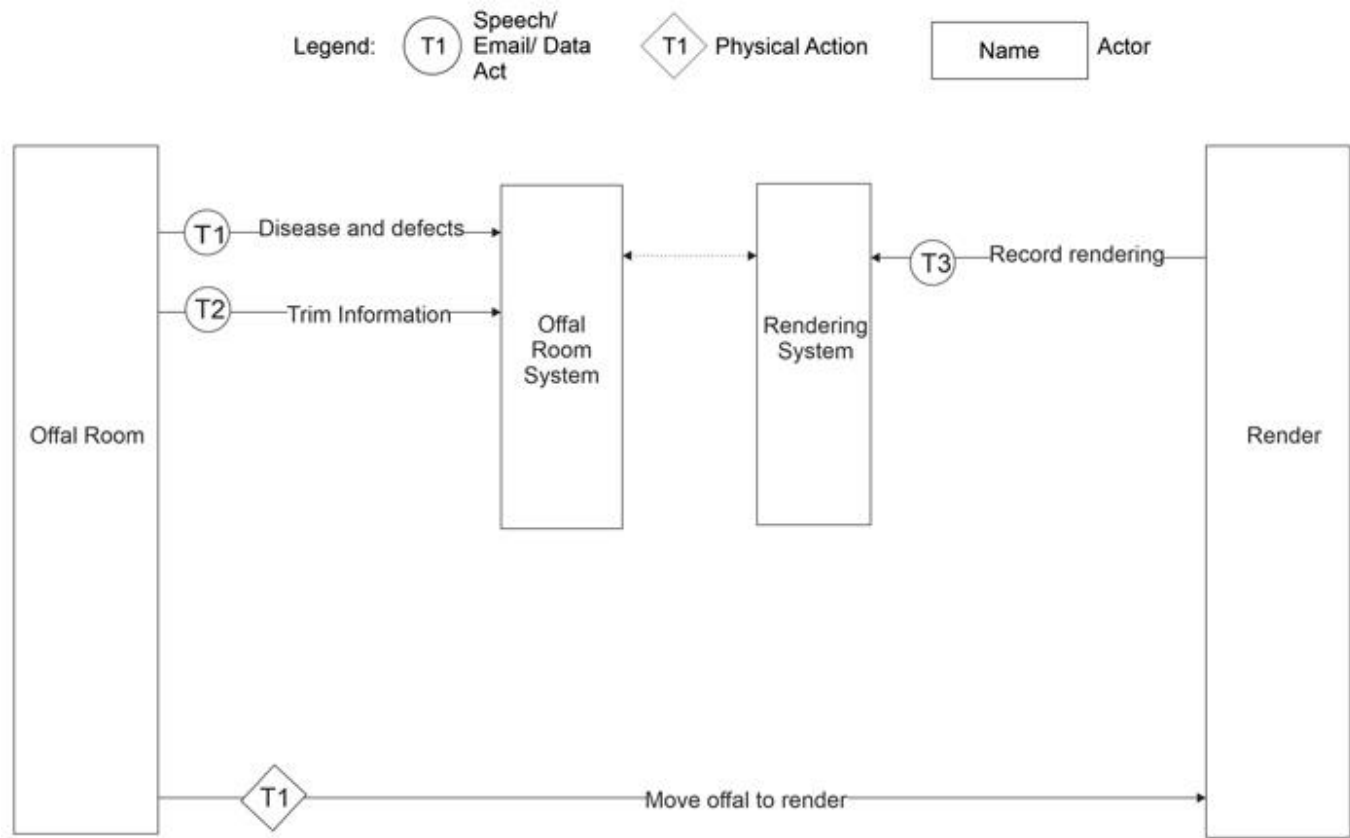 Legend:
T1
Speech/
Email/ Data
Act
T1
Physical Action
Name
Actor
Offal Room
T1
Disease and defects
T2
Trim Information
Offal
Room
System
Rendering
System
T3
Record rendering
Render
T1
Move offal to render